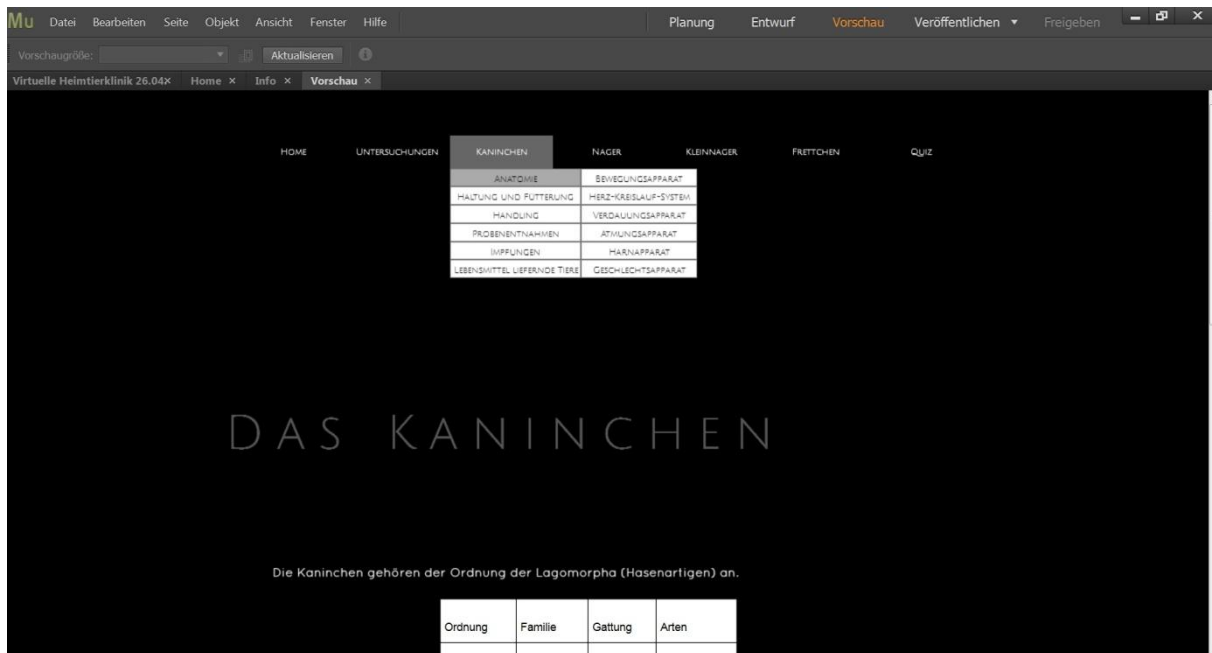 Mu Datei Bearbeiten Seite Objekt Ansicht Fenster Hilfe Planung Entwurf Vorschau Veröffentlichen Freigeben
Vorschaugröße: Aktualisieren
Virtuelle Heimtierklinik 26.04× Home × Info × Vorschau ×
Home Untersuchungen Kaninchen Nager Kleinnager Frettchen Quiz
Anatomie Bewegungsapparat
Haltung und Fütterung Herz-Kreislauf-System
Handling Verdauungsapparat
Probenentnahmen Atmungsapparat
Impfungen Harnapparat
Lebensmittel liefernde Tiere Geschlechtsapparat
Das Kaninchen
Die Kaninchen gehören der Ordnung der Lagomorpha (Hasenartigen) an.
Ordnung Familie Gattung Arten